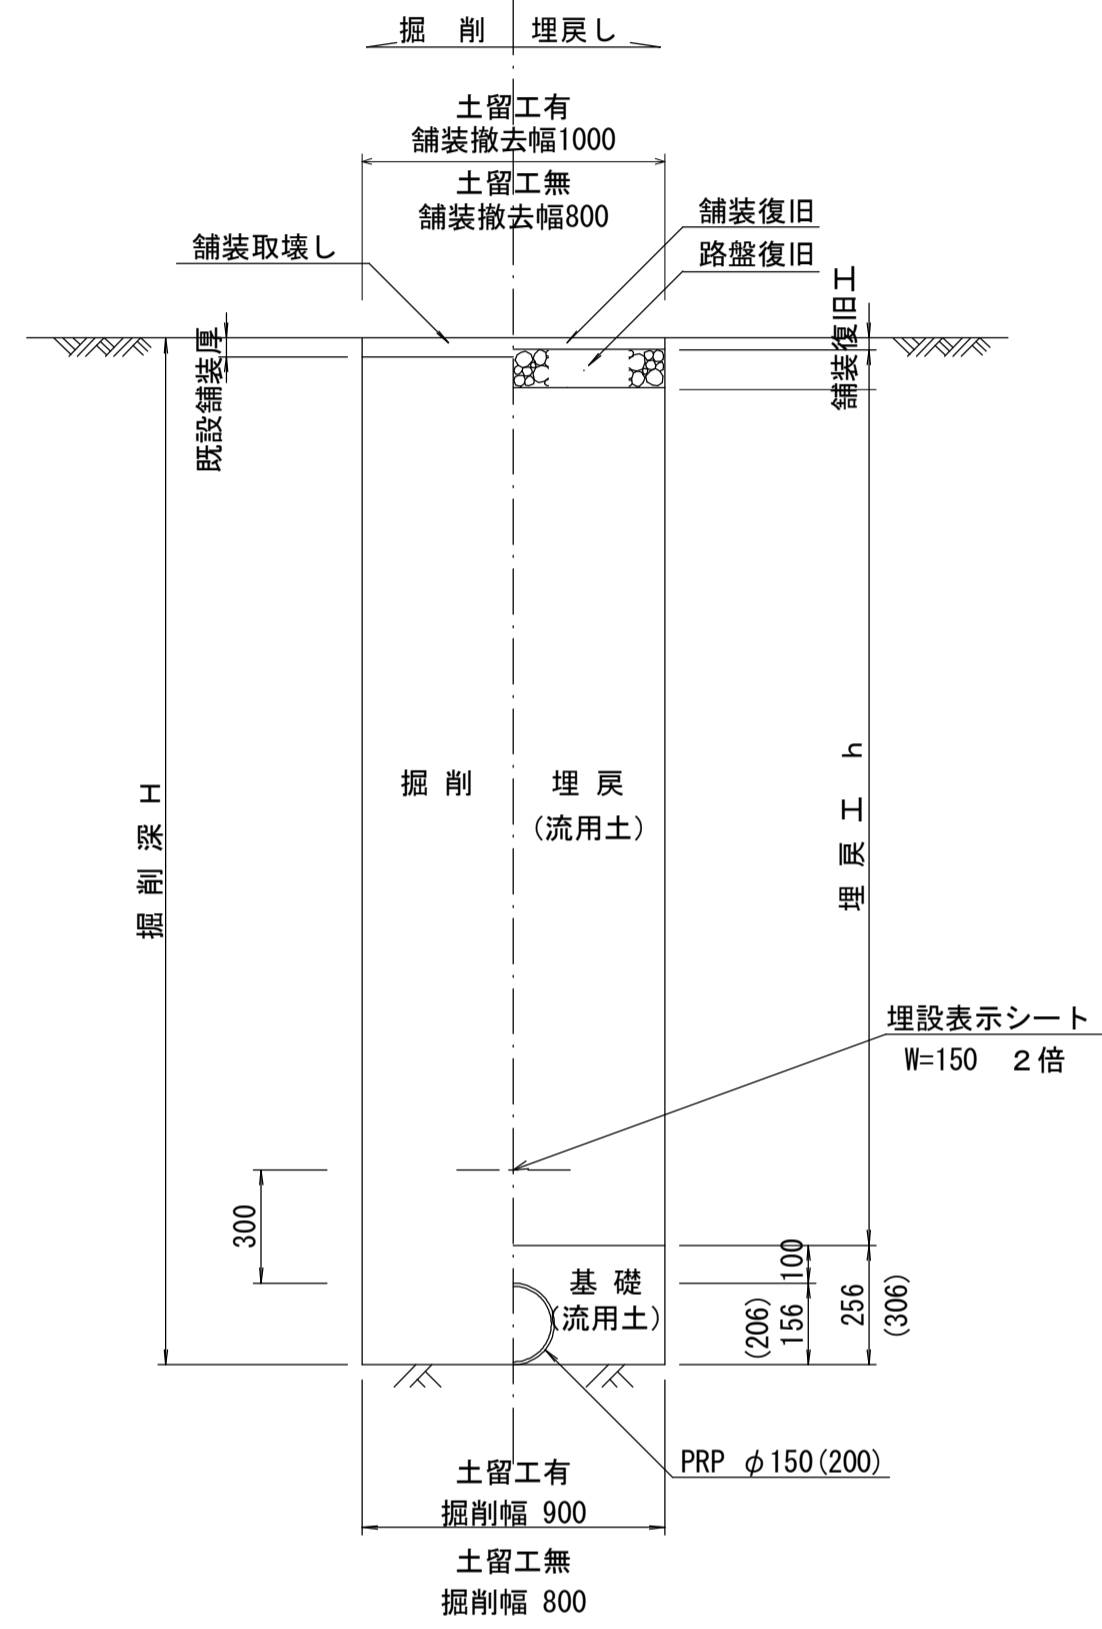 掘 削 埋戻し
土留工有
舗装撤去幅1000
土留工無
舗装撤去幅800
舗装復旧
路盤復旧
舗装取壊し
既設舗装厚
舗装復旧工
掘削深 H
掘 削
埋 戻
(流用土)
埋戻工 h
埋設表示シート
W=150 2倍
300
100
基 礎
(流用土)
(206)
156
256
(306)
PRP φ150(200)
土留工有
掘削幅 900
土留工無
掘削幅 800